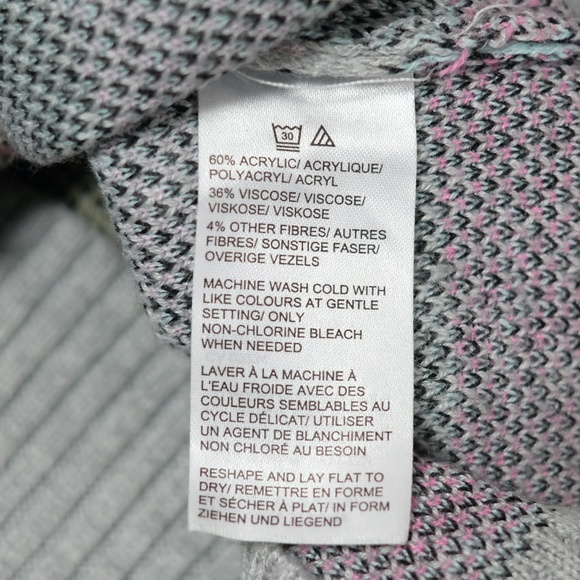 30
60% ACRYLIC/ ACRYLIQUE/
POLYACRYL/ ACRYL
36% VISCOSE/ VISCOSE/
VISKOSE/ VISKOSE
4% OTHER FIBRES/ AUTRES
FIBRES/ SONSTIGE FASER/
OVERIGE VEZELS
MACHINE WASH COLD WITH
LIKE COLOURS AT GENTLE
SETTING/ ONLY
NON-CHLORINE BLEACH
WHEN NEEDED
LAVER À LA MACHINE À
L'EAU FROIDE AVEC DES
COULEURS SEMBLABLES AU
CYCLE DÉLICAT/ UTILISER
UN AGENT DE BLANCHIMENT
NON CHLORÉ AU BESOIN
RESHAPE AND LAY FLAT TO
DRY/ REMETTRE EN FORME
ET SÉCHER À PLAT/ IN FORM
ZIEHEN UND LIEGEND